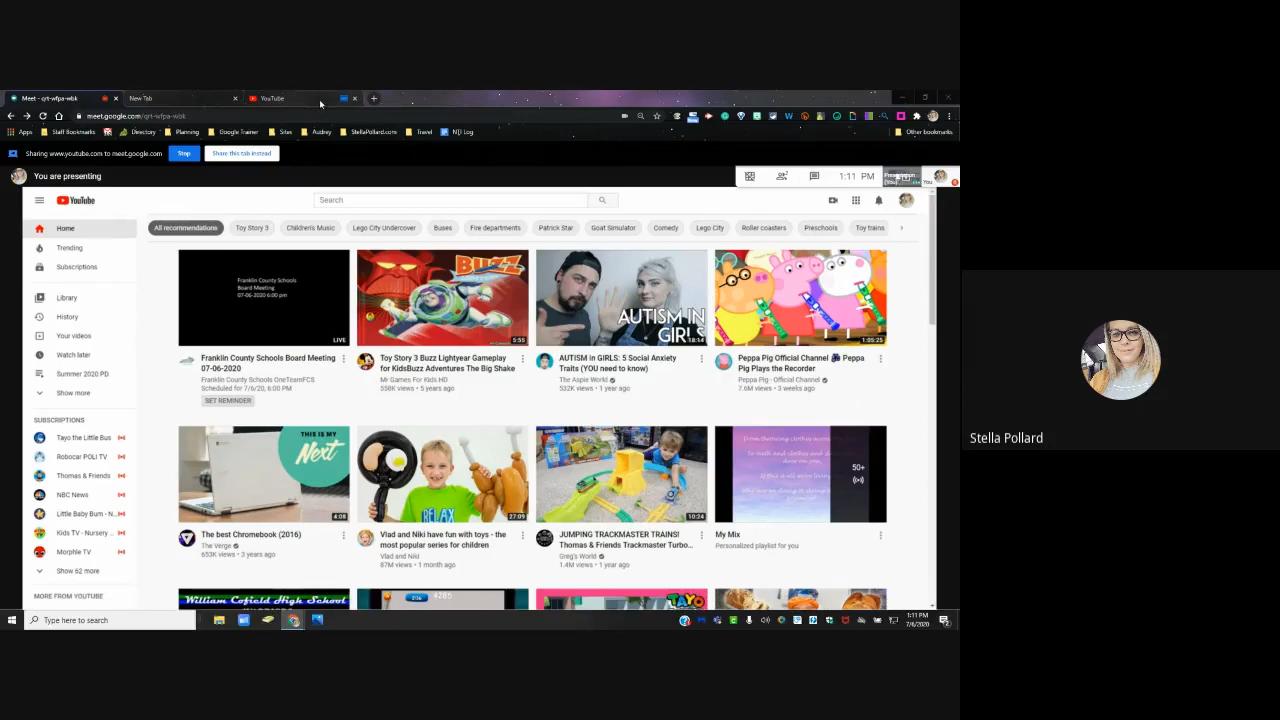 Meet - qrt-wfpa-wbk
New Tab
YouTube
meet.google.com/qrt-wfpa-wbk
Apps
Staff Bookmarks
Directory
Planning
Google Trainer
Sites
Audrey
StellaPollard.com
Travel
NTI Log
Other bookmarks
Sharing www.youtube.com to meet.google.com
Stop
Share this tab instead
You are presenting
1:11 PM
You
YouTube
Search
Home
Trending
Subscriptions
Library
History
Your videos
Watch later
Summer 2020 PD
Show more
SUBSCRIPTIONS
Tayo the Little Bus
Robocar POLI TV
Thomas & Friends
NBC News
Little Baby Bum - N...
Kids TV - Nursery ...
Morphle TV
Show 62 more
MORE FROM YOUTUBE
All recommendations
Toy Story 3
Children's Music
Lego City Undercover
Buses
Fire departments
Patrick Star
Goat Simulator
Comedy
Lego City
Roller coasters
Preschools
Toy trains
Franklin County Schools
Board Meeting
07-06-2020 6:00 pm
LIVE
Franklin County Schools Board Meeting
07-06-2020
Franklin County Schools OneTeamFCS
Scheduled for 7/6/20, 6:00 PM
SET REMINDER
BUZZ
5:55
Toy Story 3 Buzz Lightyear Gameplay
for KidsBuzz Adventures The Big Shake
Mr Games For Kids HD
558K views • 5 years ago
AUTISM IN
GIRLS
18:14
AUTISM in GIRLS: 5 Social Anxiety
Traits (YOU need to know)
The Aspie World
532K views • 1 year ago
1:05:25
Peppa Pig Official Channel Peppa
Pig Plays the Recorder
Peppa Pig - Official Channel
7.6M views • 3 weeks ago
THIS IS MY
Next
4:08
The best Chromebook (2016)
The Verge
653K views • 3 years ago
RELAX
27:09
Vlad and Niki have fun with toys - the
most popular series for children
Vlad and Niki
87M views • 1 month ago
10:24
JUMPING TRACKMASTER TRAINS!
Thomas & Friends Trackmaster Turbo...
Greg's World
1.4M views • 1 year ago
50+
My Mix
Personalized playlist for you
William Cofield High School
4285
TAYO
Type here to search
1:11 PM
7/6/2020
Stella Pollard